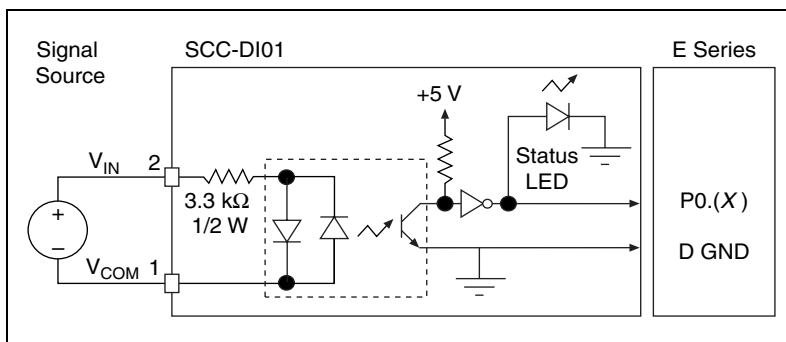 Signal
Source
SCC-DI01
E Series
+5 V
V_IN 2
3.3 kΩ
1/2 W
Status
LED
P0.(X)
+
–
V_COM 1
D GND